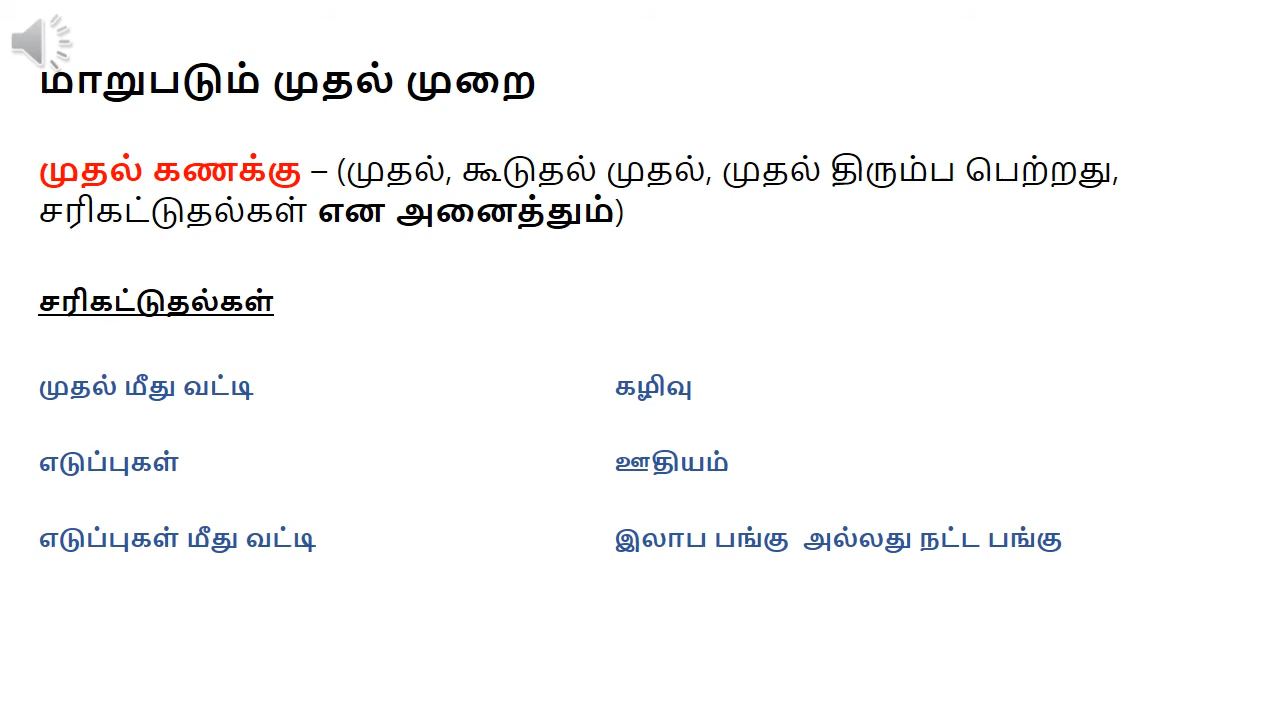 மாறுபடும் முதல் முறை
முதல் கணக்கு – (முதல், கூடுதல் முதல், முதல் திரும்ப பெற்றது,
சரிகட்டுதல்கள் என அனைத்தும்)
சரிகட்டுதல்கள்
முதல் மீது வட்டி கழிவு
எடுப்புகள் ஊதியம்
எடுப்புகள் மீது வட்டி இலாப பங்கு அல்லது நட்ட பங்கு